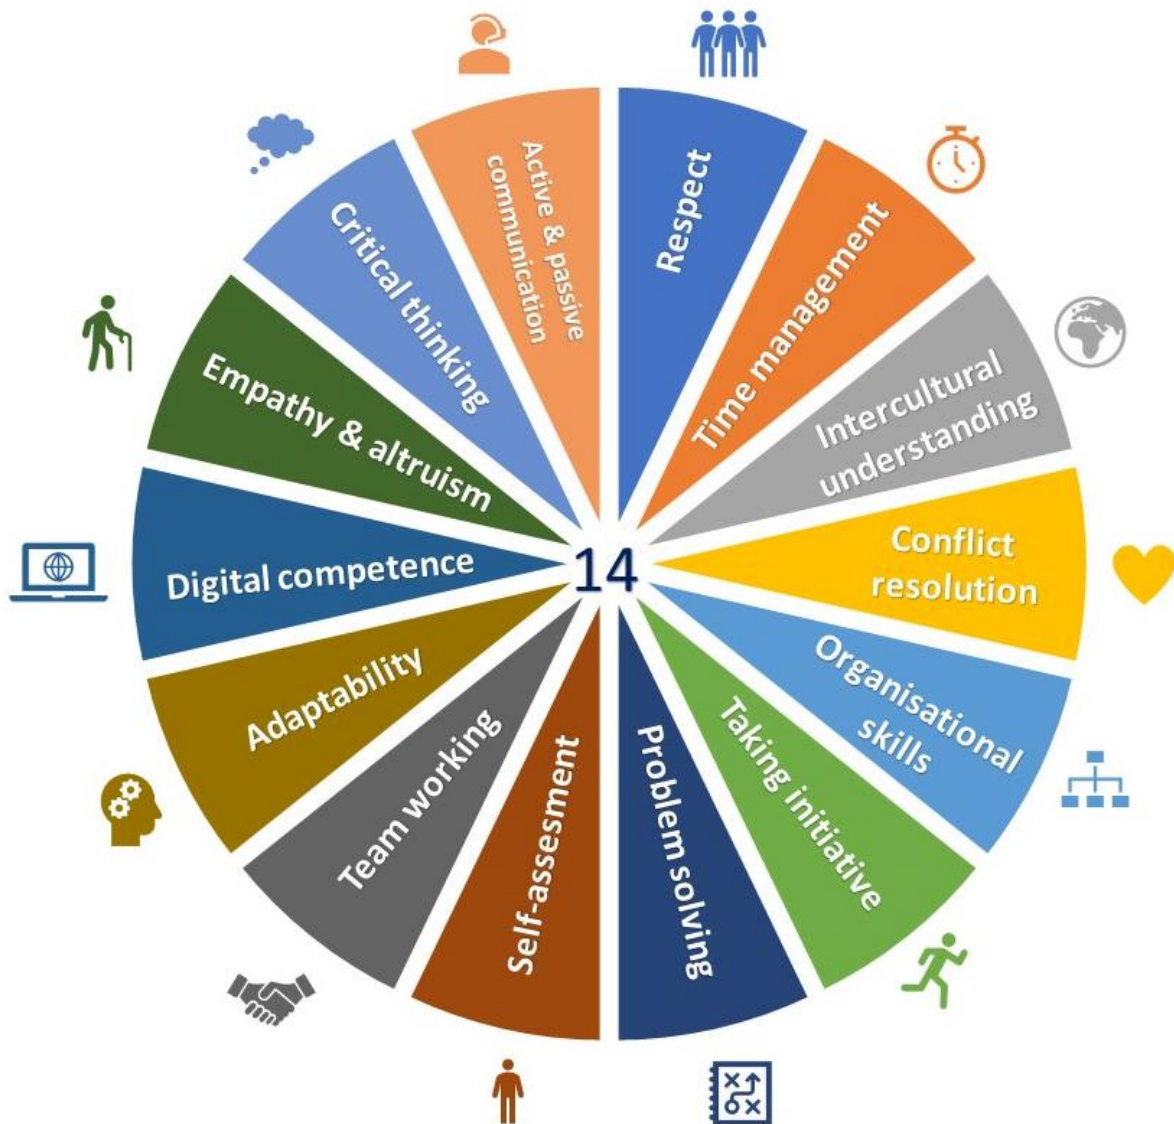 Respect
Time management
Intercultural
understanding
Conflict
resolution
Organisational
skills
Taking initiative
Problem solving
Self-assesment
Team working
Adaptability
Digital competence
Empathy & altruism
Critical thinking
Active & passive
communication
14